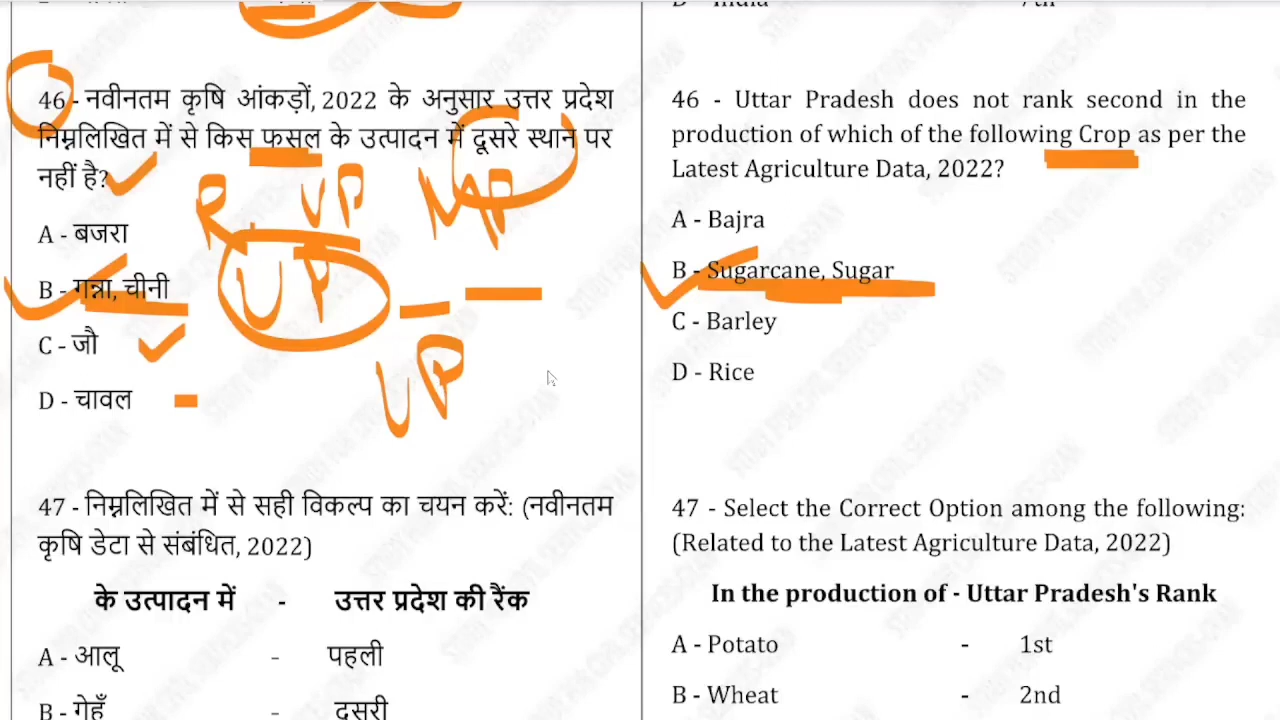 D - India 7th
46 - नवीनतम कृषि आंकड़ों, 2022 के अनुसार उत्तर प्रदेश
निम्नलिखित में से किस फसल के उत्पादन में दूसरे स्थान पर
नहीं है?
A - बजरा
B - गन्ना, चीनी
C - जौ
D - चावल
R UP MP
UP
UP
47 - निम्नलिखित में से सही विकल्प का चयन करें: (नवीनतम
कृषि डेटा से संबंधित, 2022)
के उत्पादन में - उत्तर प्रदेश की रैंक
A - आलू - पहली
B - गेहूँ - दूसरी
46 - Uttar Pradesh does not rank second in the
production of which of the following Crop as per the
Latest Agriculture Data, 2022?
A - Bajra
B - Sugarcane, Sugar
C - Barley
D - Rice
47 - Select the Correct Option among the following:
(Related to the Latest Agriculture Data, 2022)
In the production of - Uttar Pradesh's Rank
A - Potato - 1st
B - Wheat - 2nd